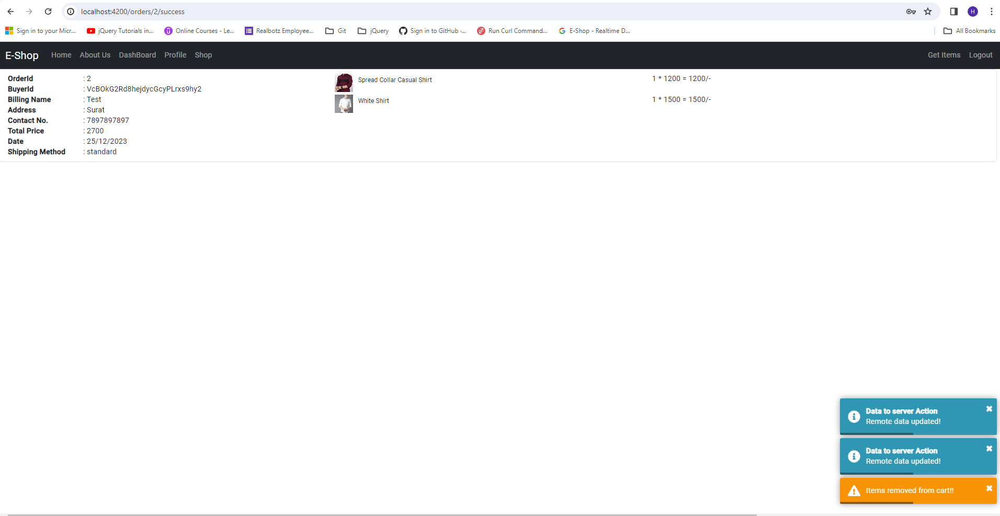 localhost:4200/orders/2/success
H
Sign in to your Micr...
jQuery Tutorials in...
Online Courses - Le...
Realbotz Employee...
Git
jQuery
Sign in to GitHub ·...
Run Curl Command...
E-Shop - Realtime D...
All Bookmarks
E-Shop Home About Us DashBoard Profile Shop Get Items Logout
OrderId : 2
BuyerId : VcBOkG2Rd8hejdycGcyPLrxs9hy2
Billing Name : Test
Address : Surat
Contact No. : 7897897897
Total Price : 2700
Date : 25/12/2023
Shipping Method : standard
Spread Collar Casual Shirt 1 * 1200 = 1200/-
White Shirt 1 * 1500 = 1500/-
Data to server Action
Remote data updated!
Data to server Action
Remote data updated!
Items removed from cart!!